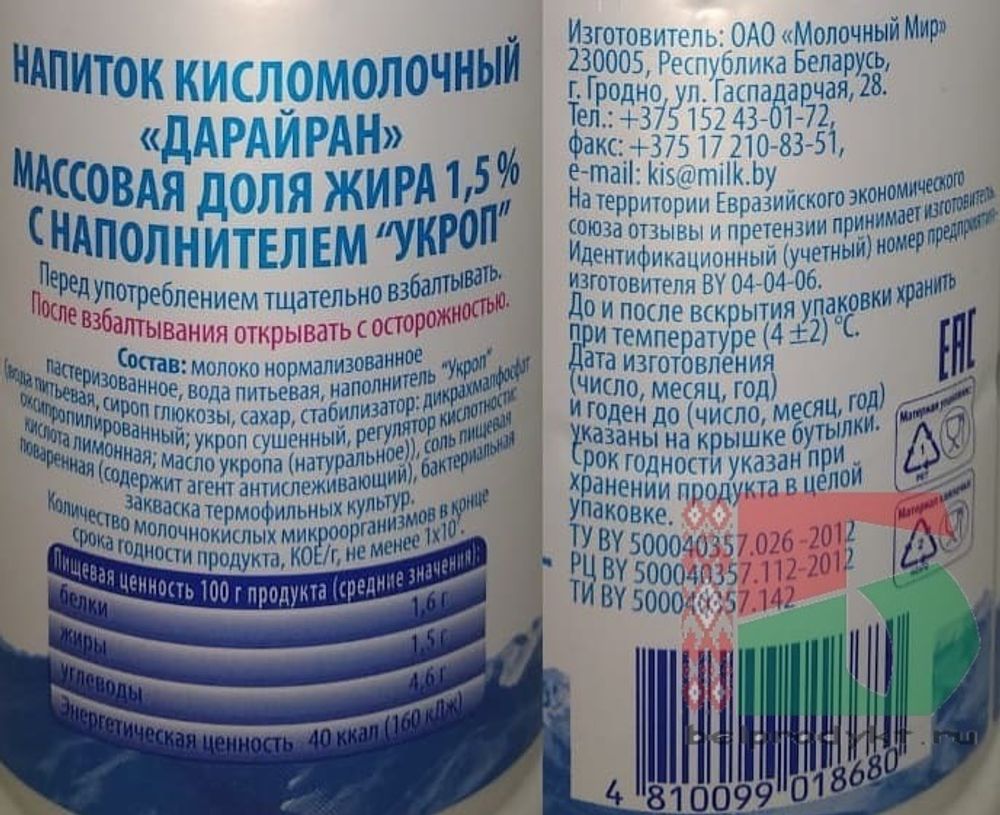 НАПИТОК КИСЛОМОЛОЧНЫЙ
«ДАРАЙРАН»
МАССОВАЯ ДОЛЯ ЖИРА 1,5 %
С НАПОЛНИТЕЛЕМ “УКРОП”
Перед употреблением тщательно взбалтывать.
После взбалтывания открывать с осторожностью.
Состав: молоко нормализованное
пастеризованное, вода питьевая, наполнитель "Укроп"
(вода питьевая, сироп глюкозы, сахар, стабилизатор: дикрахмалфосфат
оксипропилированный; укроп сушенный, регулятор кислотности:
кислота лимонная; масло укропа (натуральное)), соль пищевая
поваренная (содержит агент антислеживающий), бактериальная
закваска термофильных культур.
Количество молочнокислых микроорганизмов в конце
срока годности продукта, КОЕ/г, не менее 1x10⁷.
Пищевая ценность 100 г продукта (средние значения):
белки 1,6 г
жиры 1,5 г
углеводы 4,6 г
Энергетическая ценность 40 ккал (160 кДж)
Изготовитель: ОАО «Молочный Мир»
230005, Республика Беларусь,
г. Гродно, ул. Гаспадарчая, 28.
Тел.: +375 152 43-01-72,
факс: +375 17 210-83-51,
e-mail: kis@milk.by
На территории Евразийского экономического
союза отзывы и претензии принимает изготовитель.
Идентификационный (учетный) номер предприятия-
изготовителя BY 04-04-06.
До и после вскрытия упаковки хранить
при температуре (4 ±2) °C.
Дата изготовления
(число, месяц, год)
и годен до (число, месяц, год)
указаны на крышке бутылки.
Срок годности указан при
хранении продукта в целой
упаковке.
ТУ BY 500040357.026 -2012
РЦ BY 500040357.112-2012
ТИ BY 500040357.142
EAC
Материал упаковки:
1
Материал
2
belprodykt.ru
4 810099 018680